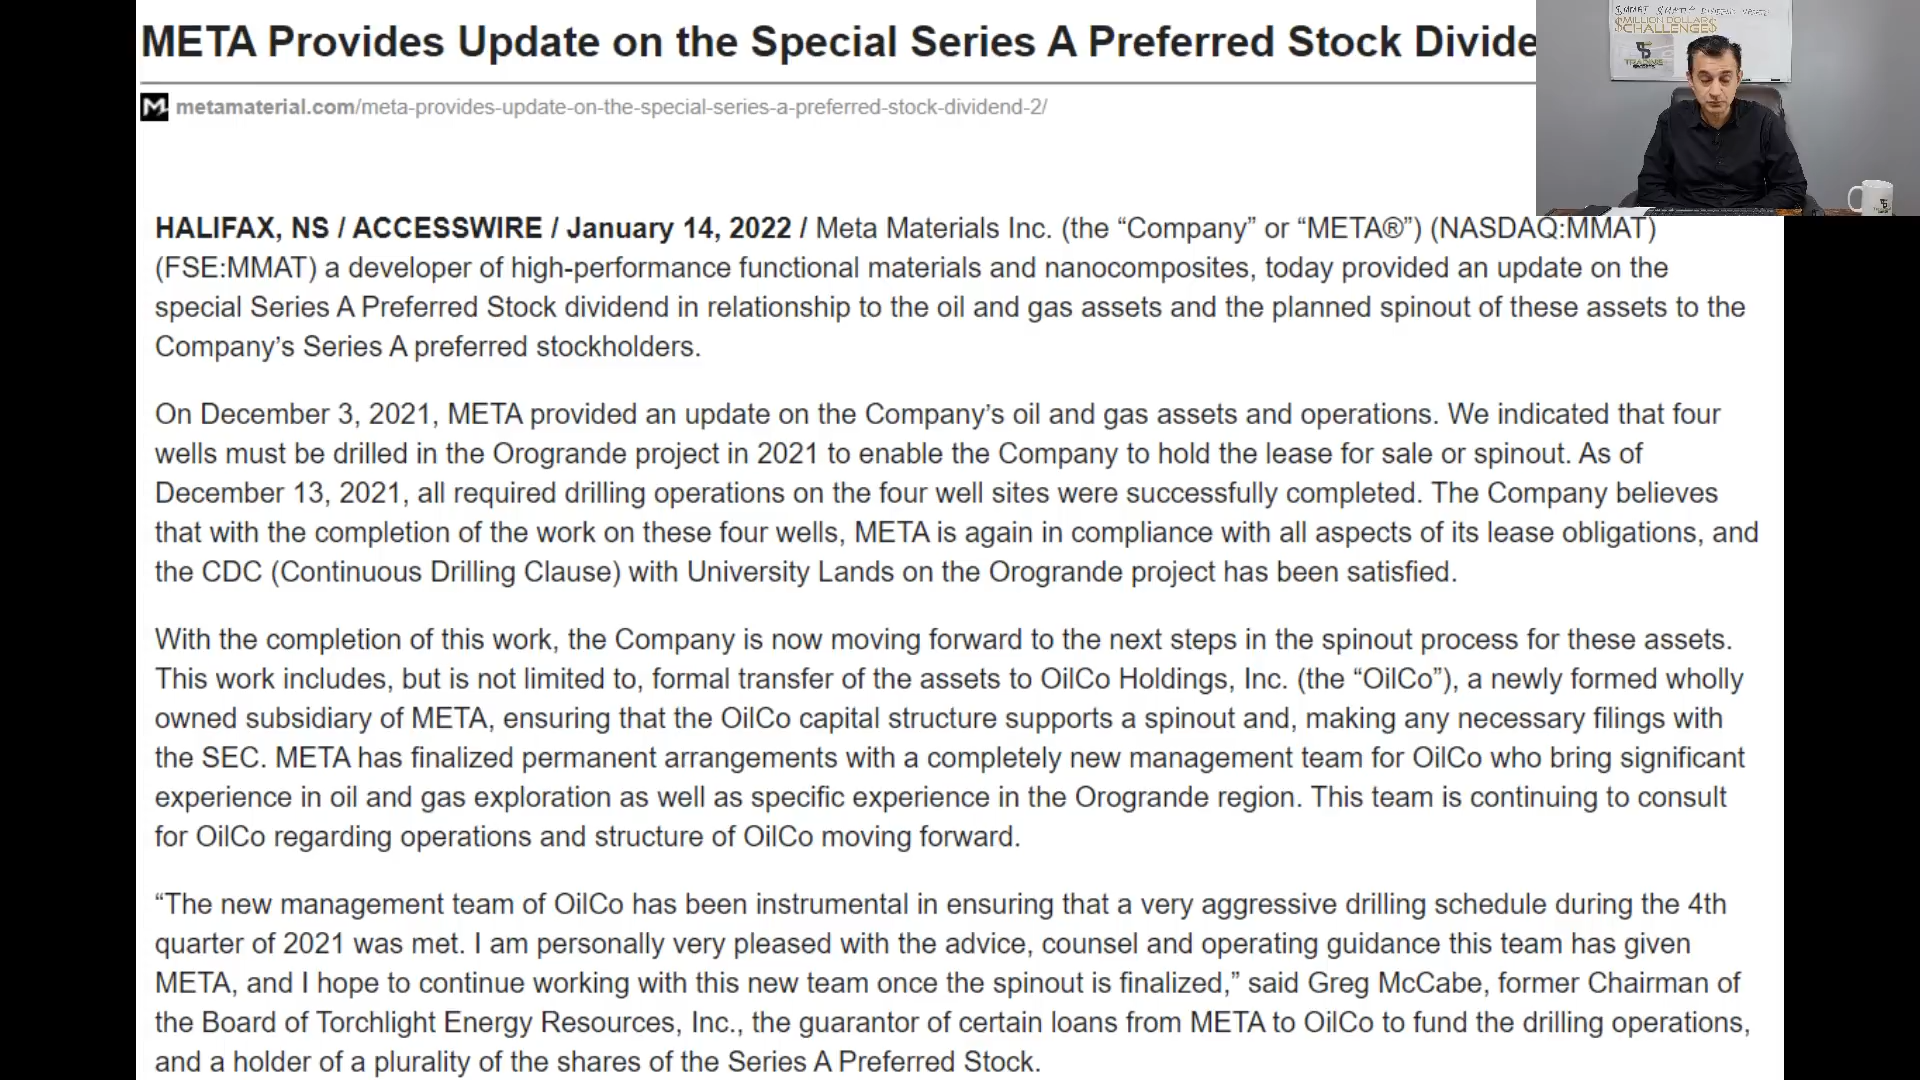 META Provides Update on the Special Series A Preferred Stock Divide
metamaterial.com/meta-provides-update-on-the-special-series-a-preferred-stock-dividend-2/
$MILLION DOLLAR
CHALLENGE$
HALIFAX, NS / ACCESSWIRE / January 14, 2022 / Meta Materials Inc. (the “Company” or “META®”) (NASDAQ:MMAT)
(FSE:MMAT) a developer of high-performance functional materials and nanocomposites, today provided an update on the
special Series A Preferred Stock dividend in relationship to the oil and gas assets and the planned spinout of these assets to the
Company’s Series A preferred stockholders.
On December 3, 2021, META provided an update on the Company’s oil and gas assets and operations. We indicated that four
wells must be drilled in the Orogrande project in 2021 to enable the Company to hold the lease for sale or spinout. As of
December 13, 2021, all required drilling operations on the four well sites were successfully completed. The Company believes
that with the completion of the work on these four wells, META is again in compliance with all aspects of its lease obligations, and
the CDC (Continuous Drilling Clause) with University Lands on the Orogrande project has been satisfied.
With the completion of this work, the Company is now moving forward to the next steps in the spinout process for these assets.
This work includes, but is not limited to, formal transfer of the assets to OilCo Holdings, Inc. (the “OilCo”), a newly formed wholly
owned subsidiary of META, ensuring that the OilCo capital structure supports a spinout and, making any necessary filings with
the SEC. META has finalized permanent arrangements with a completely new management team for OilCo who bring significant
experience in oil and gas exploration as well as specific experience in the Orogrande region. This team is continuing to consult
for OilCo regarding operations and structure of OilCo moving forward.
“The new management team of OilCo has been instrumental in ensuring that a very aggressive drilling schedule during the 4th
quarter of 2021 was met. I am personally very pleased with the advice, counsel and operating guidance this team has given
META, and I hope to continue working with this new team once the spinout is finalized,” said Greg McCabe, former Chairman of
the Board of Torchlight Energy Resources, Inc., the guarantor of certain loans from META to OilCo to fund the drilling operations,
and a holder of a plurality of the shares of the Series A Preferred Stock.